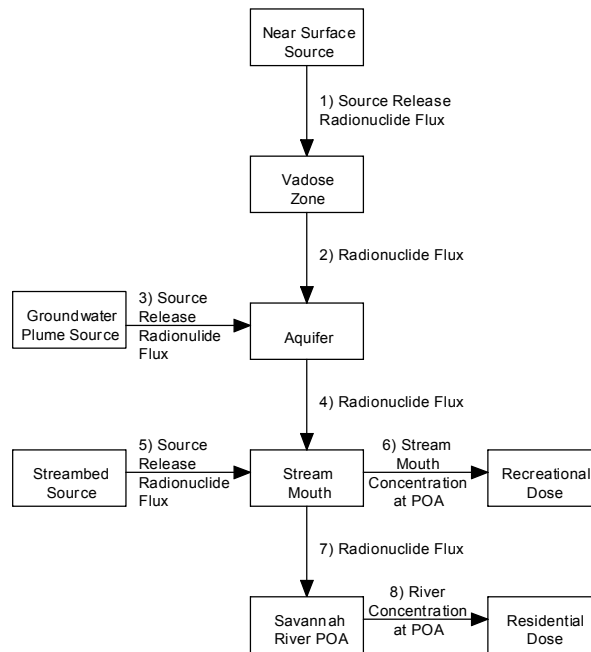 Near Surface
Source
1) Source Release
Radionuclide Flux
Vadose
Zone
2) Radionuclide Flux
Groundwater
Plume Source
3) Source
Release
Radionulide
Flux
Aquifer
4) Radionuclide Flux
Streambed
Source
5) Source
Release
Radionuclide
Flux
Stream
Mouth
6) Stream
Mouth
Concentration
at POA
Recreational
Dose
7) Radionuclide Flux
Savannah
River POA
8) River
Concentration
at POA
Residential
Dose